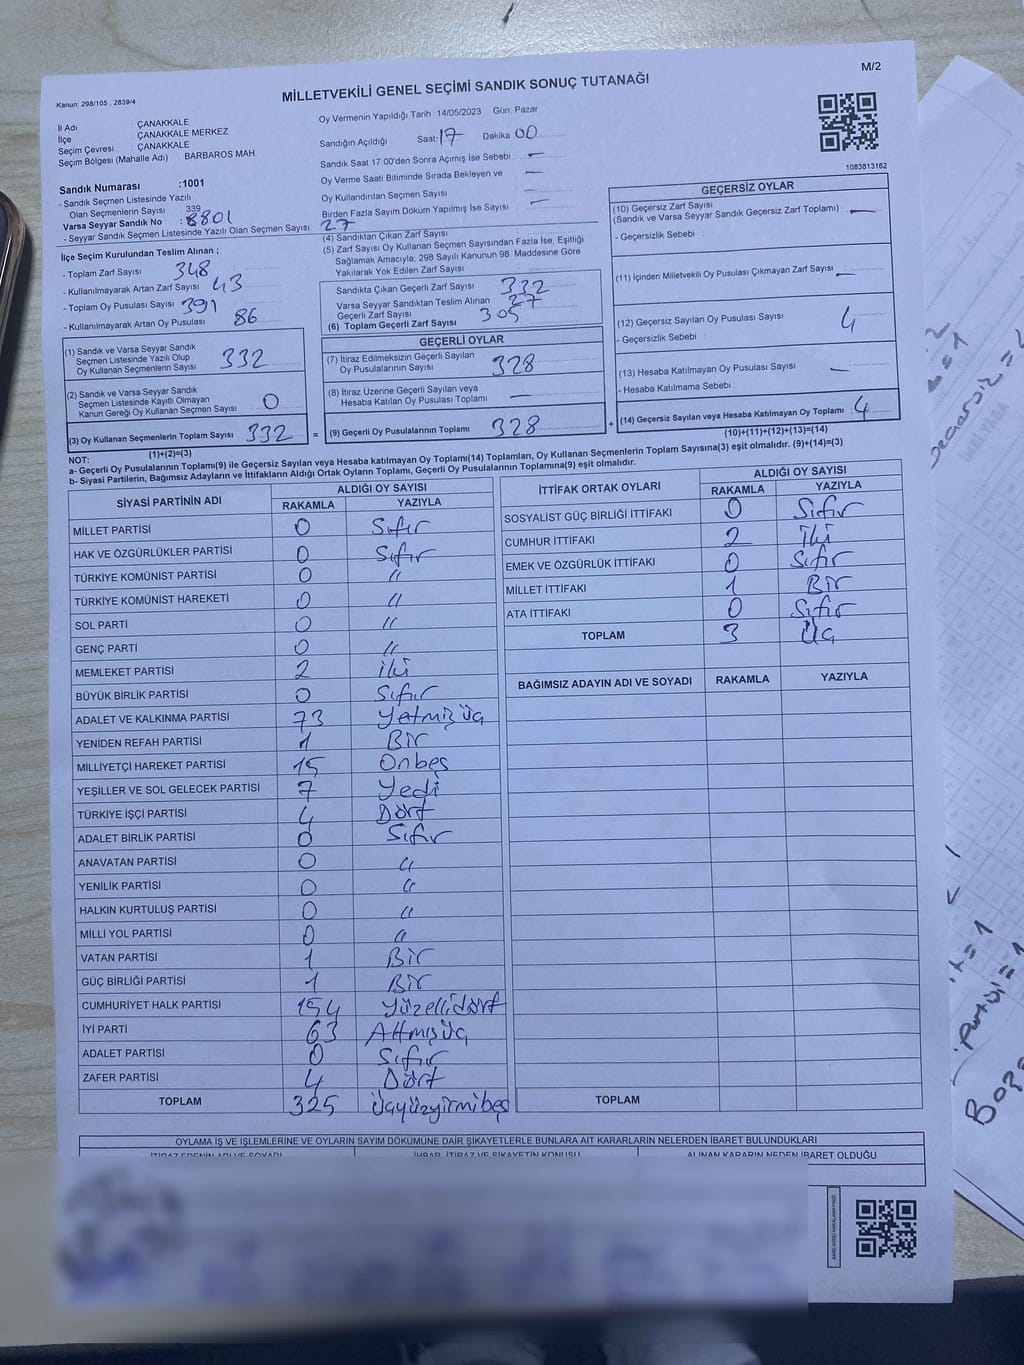 M/2
Kanun: 298/105 , 2839/4
MİLLETVEKİLİ GENEL SEÇİMİ SANDIK SONUÇ TUTANAĞI
İl Adı ÇANAKKALE
İlçe ÇANAKKALE MERKEZ
Seçim Çevresi : ÇANAKKALE
Seçim Bölgesi (Mahalle Adı) BARBAROS MAH
Sandık Numarası :1001
- Sandık Seçmen Listesinde Yazılı
Olan Seçmenlerin Sayısı 339
Varsa Seyyar Sandık No : 8801
- Seyyar Sandık Seçmen Listesinde Yazılı Olan Seçmen Sayısı 27
Oy Vermenin Yapıldığı Tarih :14/05/2023 Gün: Pazar
Sandığın Açıldığı Saat: 17 Dakika 00
Sandık Saat 17 00'den Sonra Açımış İse Sebebi : —
Oy Verme Saati Bitiminde Sırada Bekleyen ve —
Oy Kullandırılan Seçmen Sayısı —
Birden Fazla Sayım Döküm Yapılmış İse Sayısı
1083813162
İlçe Seçim Kurulundan Teslim Alınan ;
- Toplam Zarf Sayısı 348
- Kullanılmayarak Artan Zarf Sayısı 43
- Toplam Oy Pusulası Sayısı 391
- Kullanılmayarak Artan Oy Pusulası 86
(4) Sandıktan Çıkan Zarf Sayısı
(5) Zarf Sayısı Oy Kullanan Seçmen Sayısından Fazla İse, Eşitliği
Sağlamak Amacıyla, 298 Sayılı Kanunun 98. Maddesine Göre
Yakılarak Yok Edilen Zarf Sayısı
Sandıkta Çıkan Geçerli Zarf Sayısı 332
Varsa Seyyar Sandıktan Teslim Alınan
Geçerli Zarf Sayısı 27
(6) Toplam Geçerli Zarf Sayısı 305
GEÇERSİZ OYLAR
(10) Geçersiz Zarf Sayısı
(Sandık ve Varsa Seyyar Sandık Geçersiz Zarf Toplamı) —
- Geçersizlik Sebebi :
(11) İçinden Milletvekili Oy Pusulası Çıkmayan Zarf Sayısı —
(12) Geçersiz Sayılan Oy Pusulası Sayısı 4
- Geçersizlik Sebebi :
(13) Hesaba Katılmayan Oy Pusulası Sayısı —
- Hesaba Katılmama Sebebi :
(14) Geçersiz Sayılan veya Hesaba Katılmayan Oy Toplamı : 4
(10)+(11)+(12)+(13)=(14)
(1) Sandık ve Varsa Seyyar Sandık
Seçmen Listesinde Yazılı Olup
Oy Kullanan Seçmenlerin Sayısı 332
(2) Sandık ve Varsa Seyyar Sandık
Seçmen Listesinde Kayıtlı Olmayan
Kanun Gereği Oy Kullanan Seçmen Sayısı 0
(3) Oy Kullanan Seçmenlerin Toplam Sayısı 332
(1)+(2)=(3)
GEÇERLİ OYLAR
(7) İtiraz Edilmeksizin Geçerli Sayılan
Oy Pusulalarının Sayısı 328
(8) İtiraz Üzerine Geçerli Sayılan veya
Hesaba Katılan Oy Pusulası Toplamı —
= (9) Geçerli Oy Pusulalarının Toplamı 328 +
NOT:
a- Geçerli Oy Pusulalarının Toplamı(9) ile Geçersiz Sayılan veya Hesaba katılmayan Oy Toplamı(14) Toplamları, Oy Kullanan Seçmenlerin Toplam Sayısına(3) eşit olmalıdır. (9)+(14)=(3)
b- Siyasi Partilerin, Bağımsız Adayların ve İttifakların Aldığı Ortak Oyların Toplamı, Geçerli Oy Pusulalarının Toplamına(9) eşit olmalıdır.
SİYASİ PARTİNİN ADI ALDIĞI OY SAYISI
RAKAMLA YAZIYLA
MİLLET PARTİSİ 0 Sıfır
HAK VE ÖZGÜRLÜKLER PARTİSİ 0 Sıfır
TÜRKİYE KOMÜNİST PARTİSİ 0 "
TÜRKİYE KOMÜNİST HAREKETİ 0 "
SOL PARTİ 0 "
GENÇ PARTİ 0 "
MEMLEKET PARTİSİ 2 iki
BÜYÜK BİRLİK PARTİSİ 0 Sıfır
ADALET VE KALKINMA PARTİSİ 73 Yetmişüç
YENİDEN REFAH PARTİSİ 1 Bir
MİLLİYETÇİ HAREKET PARTİSİ 15 Onbeş
YEŞİLLER VE SOL GELECEK PARTİSİ 7 Yedi
TÜRKİYE İŞÇİ PARTİSİ 4 Dört
ADALET BİRLİK PARTİSİ 0 Sıfır
ANAVATAN PARTİSİ 0 "
YENİLİK PARTİSİ 0 "
HALKIN KURTULUŞ PARTİSİ 0 "
MİLLİ YOL PARTİSİ 0 "
VATAN PARTİSİ 1 Bir
GÜÇ BİRLİĞİ PARTİSİ 1 Bir
CUMHURİYET HALK PARTİSİ 154 Yüzellidört
İYİ PARTİ 63 Altmışüç
ADALET PARTİSİ 0 Sıfır
ZAFER PARTİSİ 4 Dört
TOPLAM 325 Üçyüzyirmibeş
İTTİFAK ORTAK OYLARI ALDIĞI OY SAYISI
RAKAMLA YAZIYLA
SOSYALİST GÜÇ BİRLİĞİ İTTİFAKI 0 Sıfır
CUMHUR İTTİFAKI 2 İki
EMEK VE ÖZGÜRLÜK İTTİFAKI 0 Sıfır
MİLLET İTTİFAKI 1 Bir
ATA İTTİFAKI 0 Sıfır
TOPLAM 3 Üç
BAĞIMSIZ ADAYIN ADI VE SOYADI RAKAMLA YAZIYLA
TOPLAM
OYLAMA İŞ VE İŞLEMLERİNE VE OYLARIN SAYIM DÖKÜMÜNE DAİR ŞİKAYETLERLE BUNLARA AİT KARARLARIN NELERDEN İBARET BULUNDUKLARI
İTİRAZ EDENİN ADI VE SOYADI İHBAR, İTİRAZ VE ŞİKAYETİN KONUSU ALINAN KARARIN NEDEN İBARET OLDUĞU